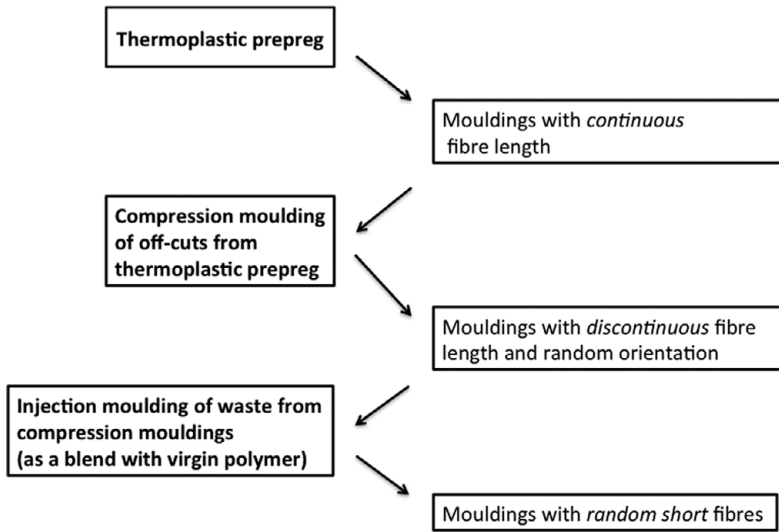 Thermoplastic prepreg
Mouldings with continuous
fibre length
Compression moulding
of off-cuts from
thermoplastic prepreg
Mouldings with discontinuous fibre
length and random orientation
Injection moulding of waste from
compression mouldings
(as a blend with virgin polymer)
Mouldings with random short fibres